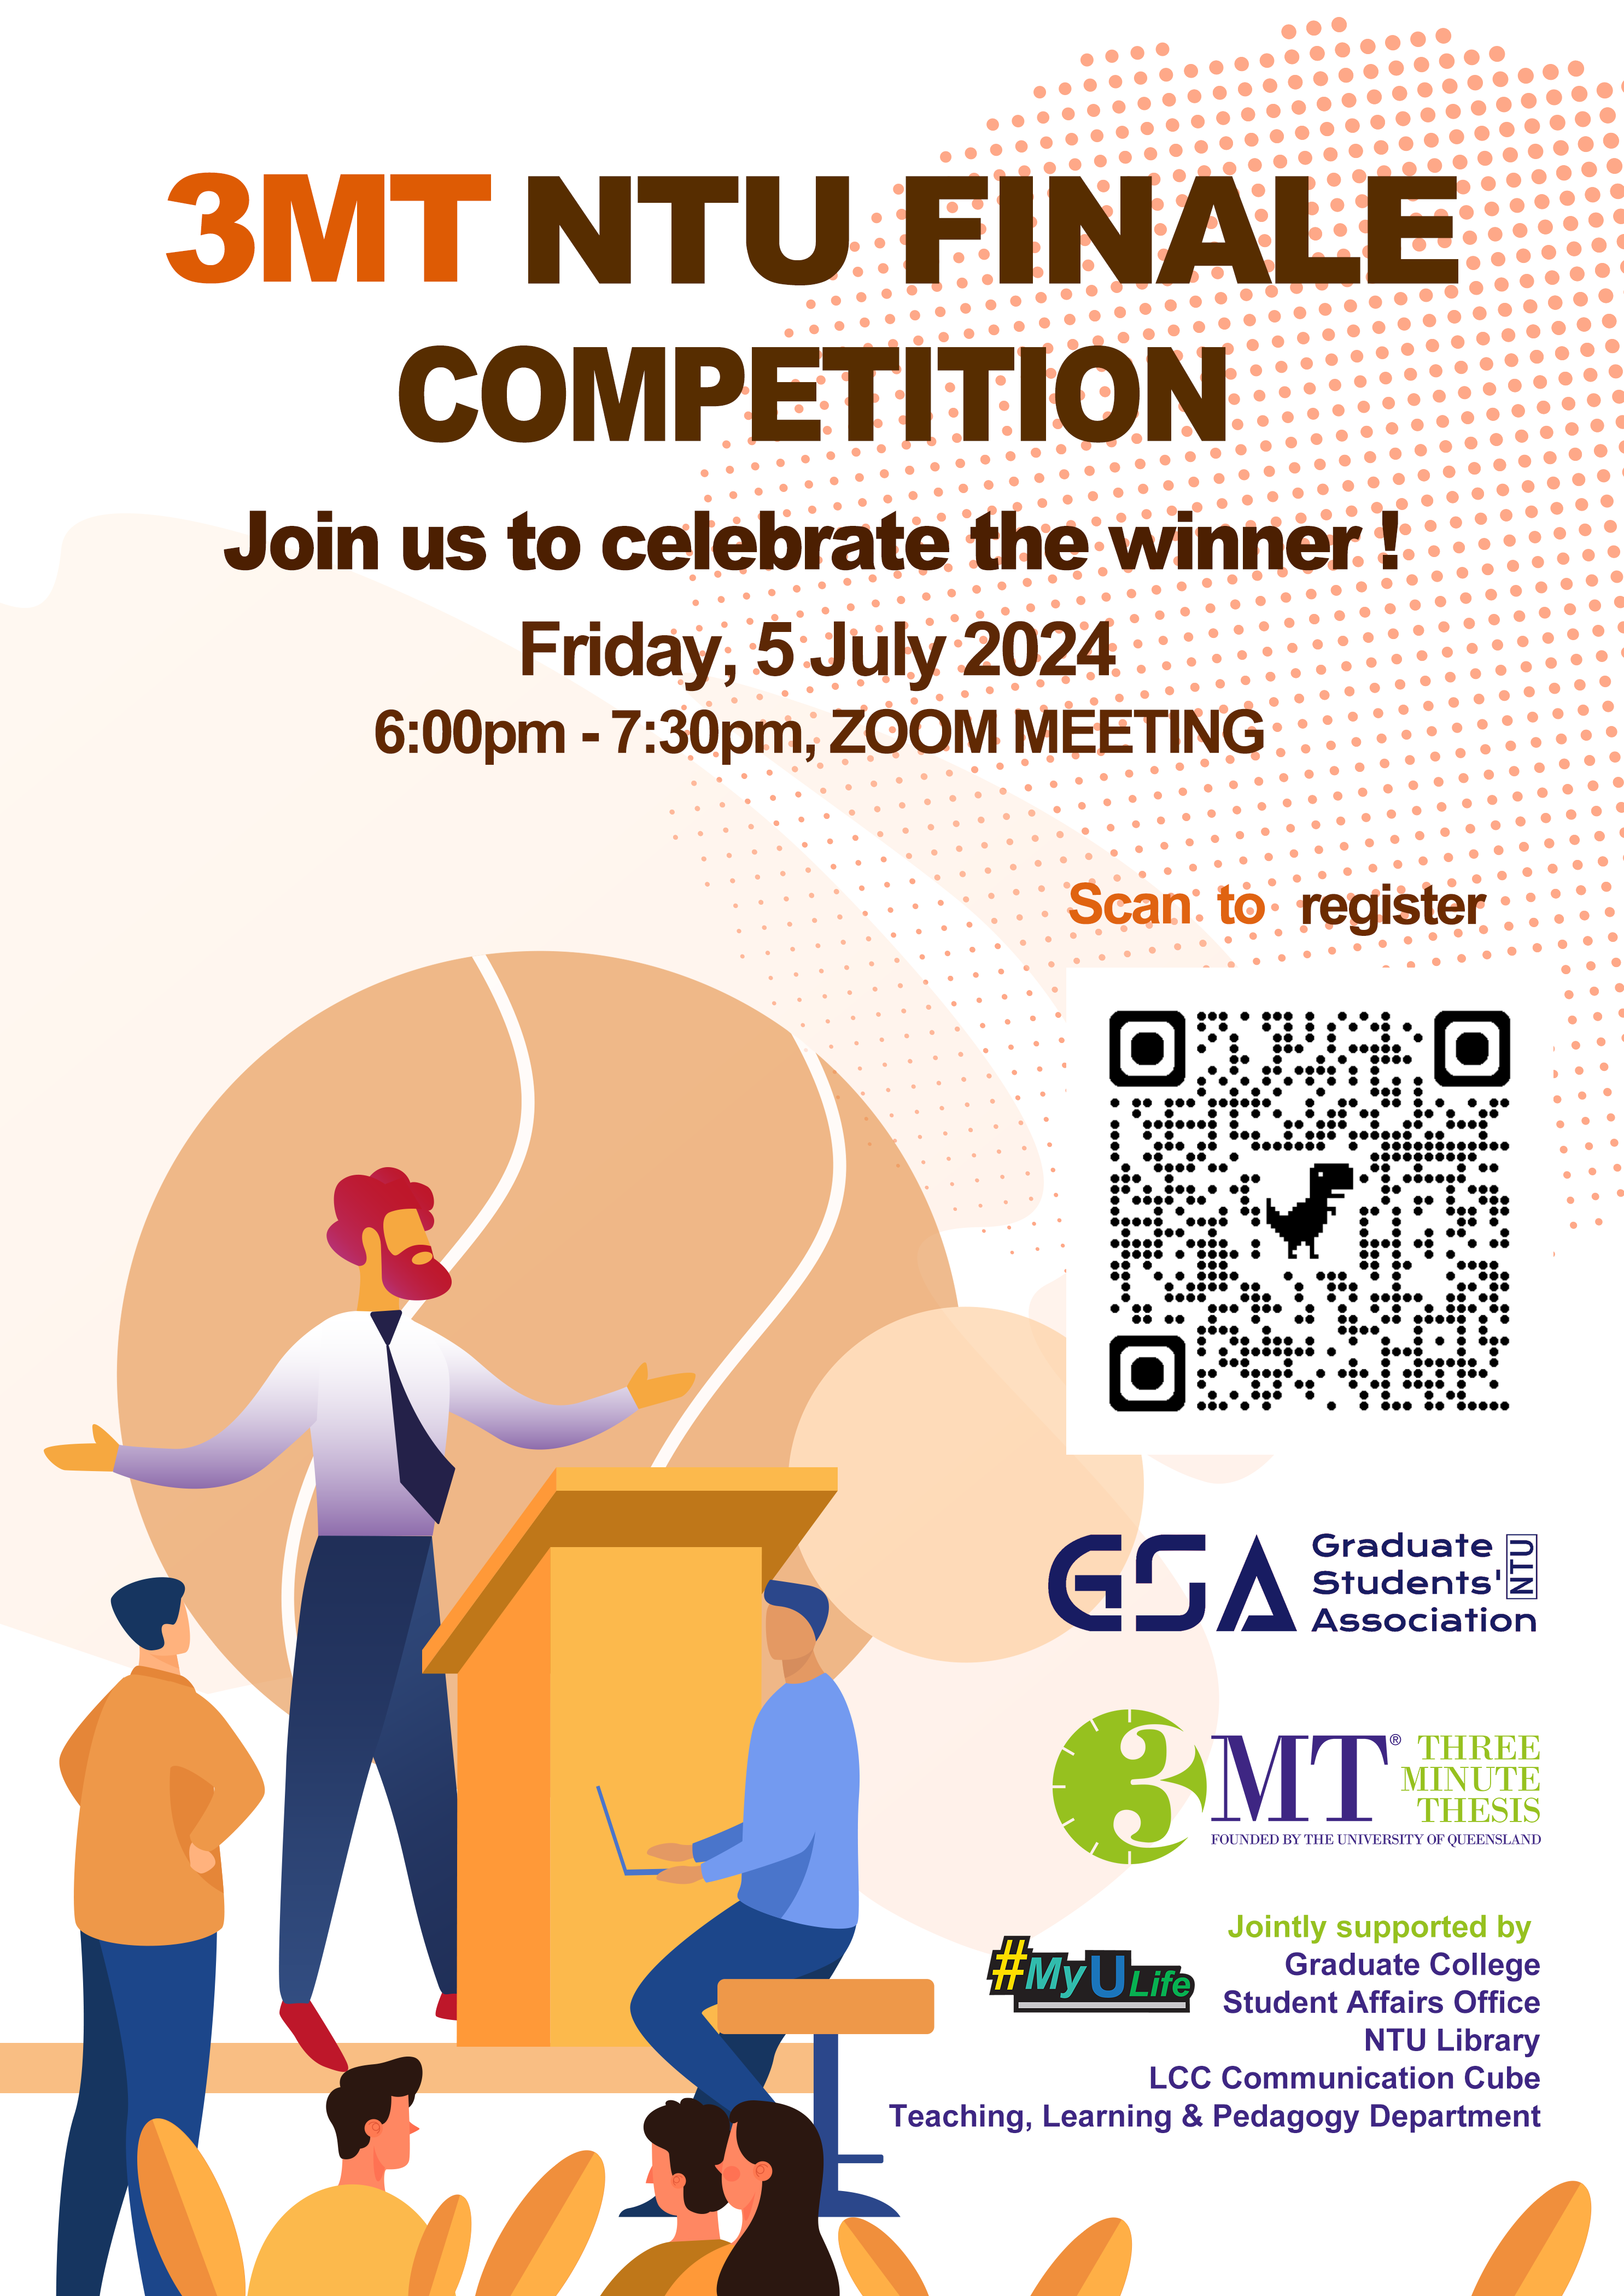 3MT NTU FINALE
COMPETITION
Join us to celebrate the winner !
Friday, 5 July 2024
6:00pm - 7:30pm, ZOOM MEETING
Scan to register
GSA
Graduate
Students'
Association
NTU
3MT®
THREE
MINUTE
THESIS
FOUNDED BY THE UNIVERSITY OF QUEENSLAND
#MyULife
Jointly supported by
Graduate College
Student Affairs Office
NTU Library
LCC Communication Cube
Teaching, Learning & Pedagogy Department